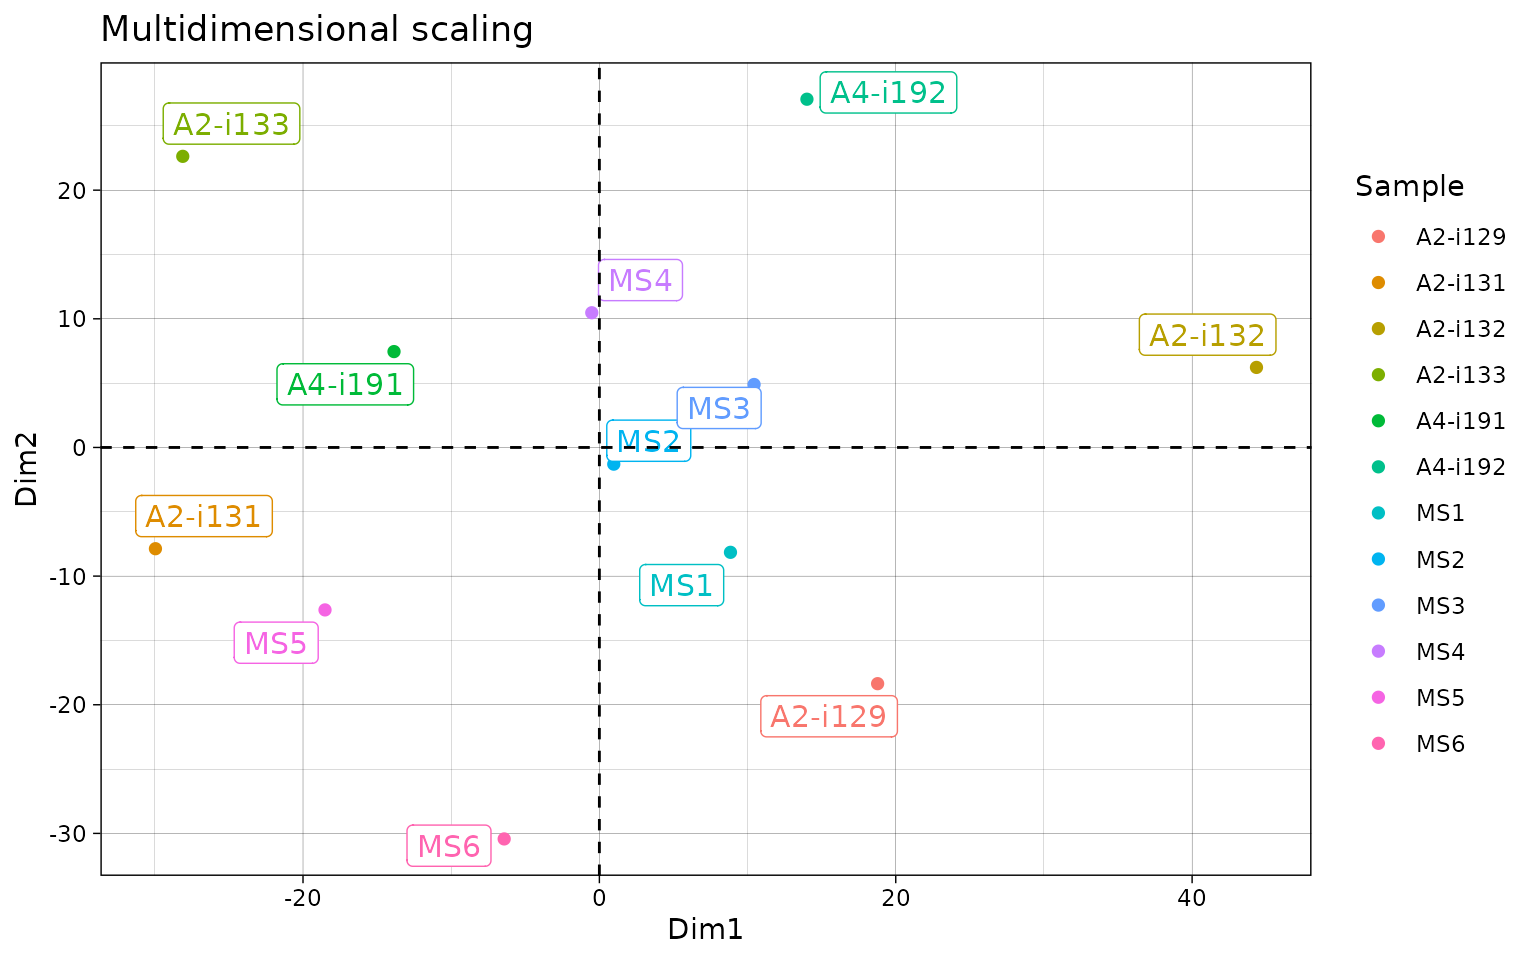 Multidimensional scaling
A4-i192
A2-i133
20
MS4
10
A2-i132
A4-i191
MS3
MS2
0
Dim2
A2-i131
-10
MS1
MS5
-20
A2-i129
-30
MS6
-20
0
20
40
Dim1
Sample
A2-i129
A2-i131
A2-i132
A2-i133
A4-i191
A4-i192
MS1
MS2
MS3
MS4
MS5
MS6